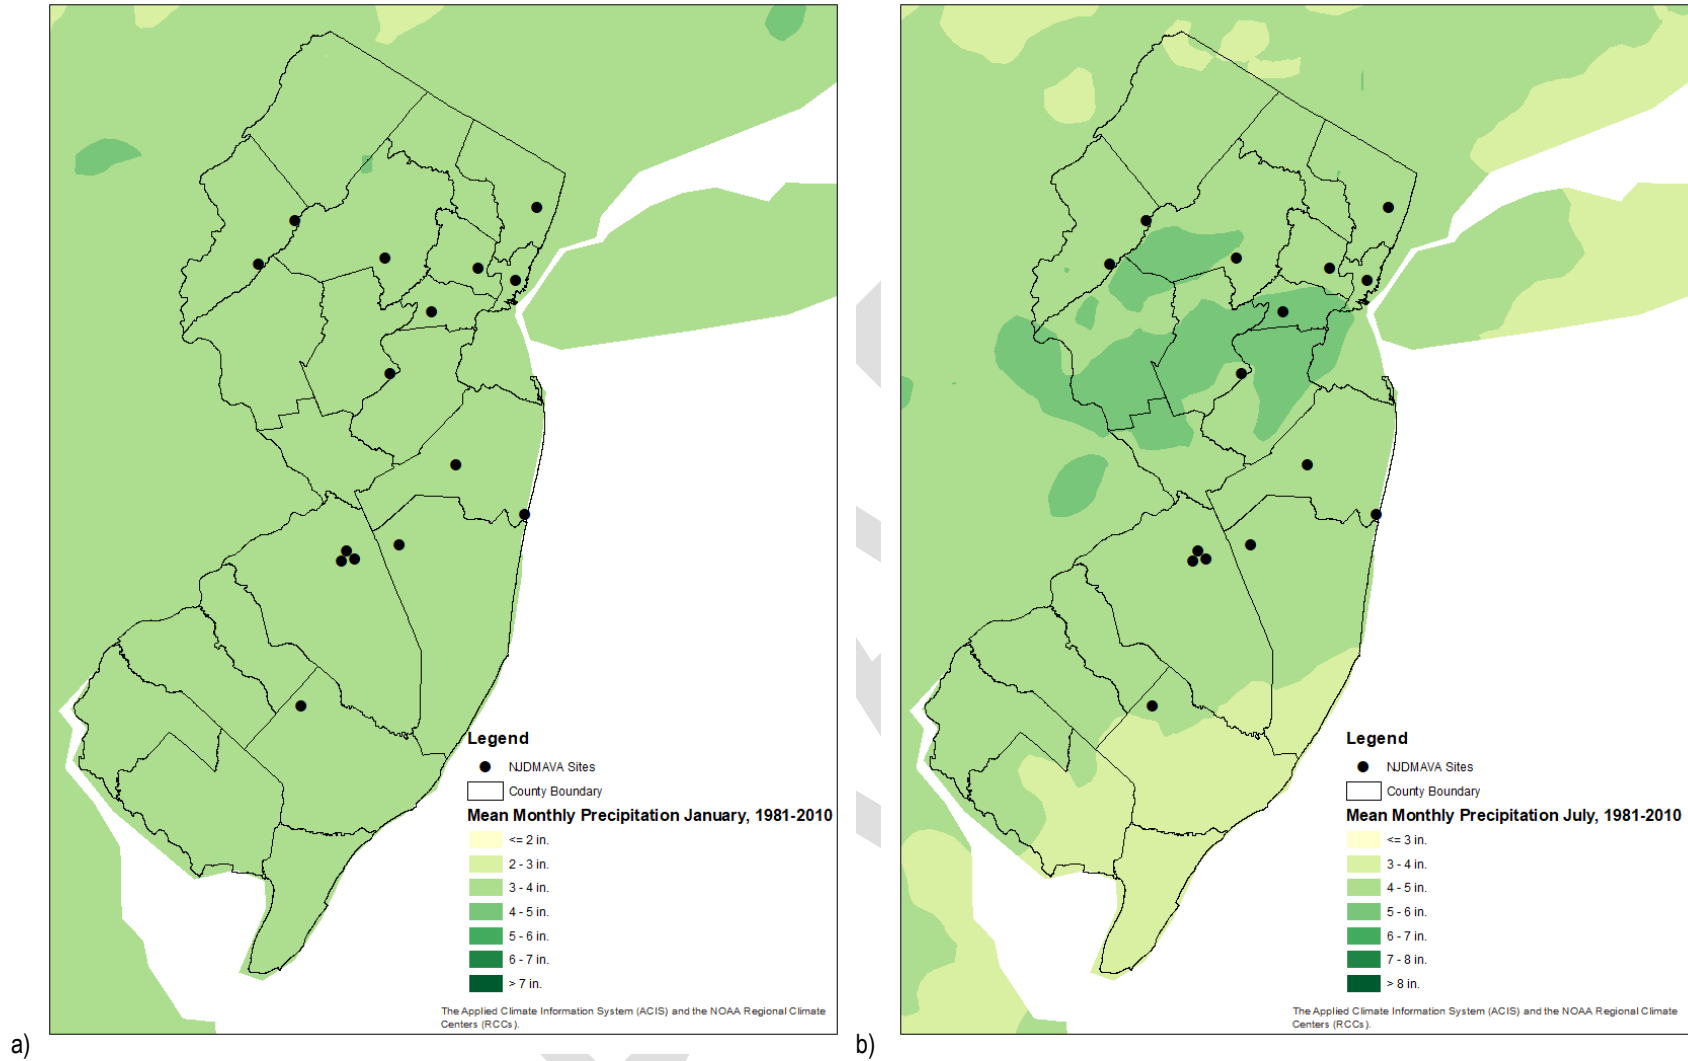 Legend
NJDMAVA Sites
County Boundary
Mean Monthly Precipitation January, 1981-2010
<= 2 in.
2 - 3 in.
3 - 4 in.
4 - 5 in.
5 - 6 in.
6 - 7 in.
> 7 in.
The Applied Climate Information System (ACIS) and the NOAA Regional Climate
Centers (RCCs).
a)
Legend
NJDMAVA Sites
County Boundary
Mean Monthly Precipitation July, 1981-2010
<= 3 in.
3 - 4 in.
4 - 5 in.
5 - 6 in.
6 - 7 in.
7 - 8 in.
> 8 in.
The Applied Climate Information System (ACIS) and the NOAA Regional Climate
Centers (RCCs).
b)